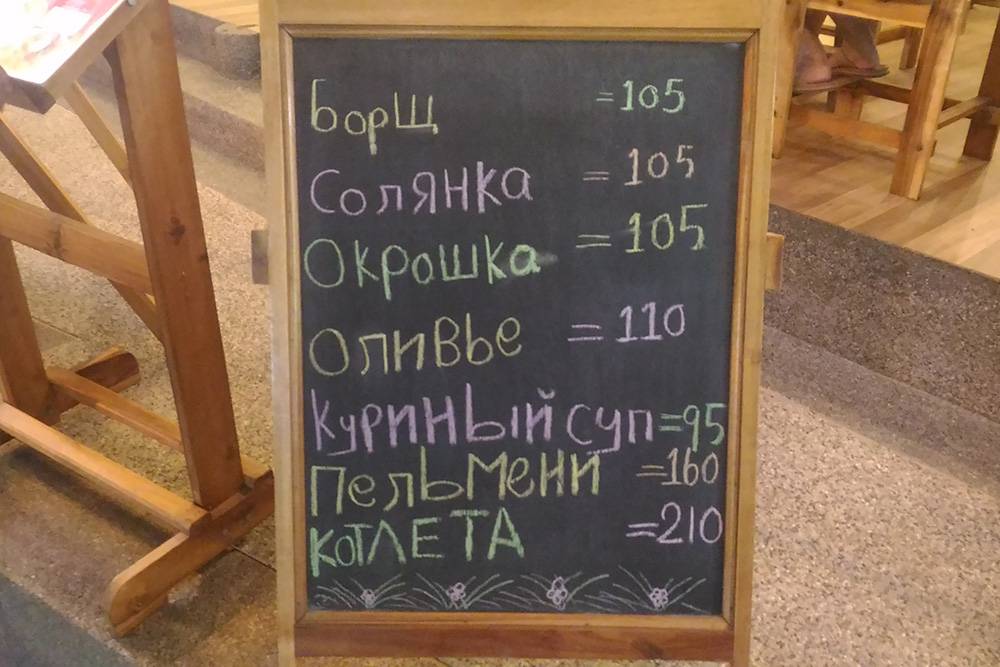 Борщ =105
Солянка = 105
Окрошка = 105
Оливье = 110
Куриный суп =95
Пельмени =160
КОТЛЕТА =210